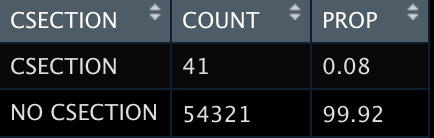 CSECTION COUNT PROP
CSECTION 41 0.08
NO CSECTION 54321 99.92